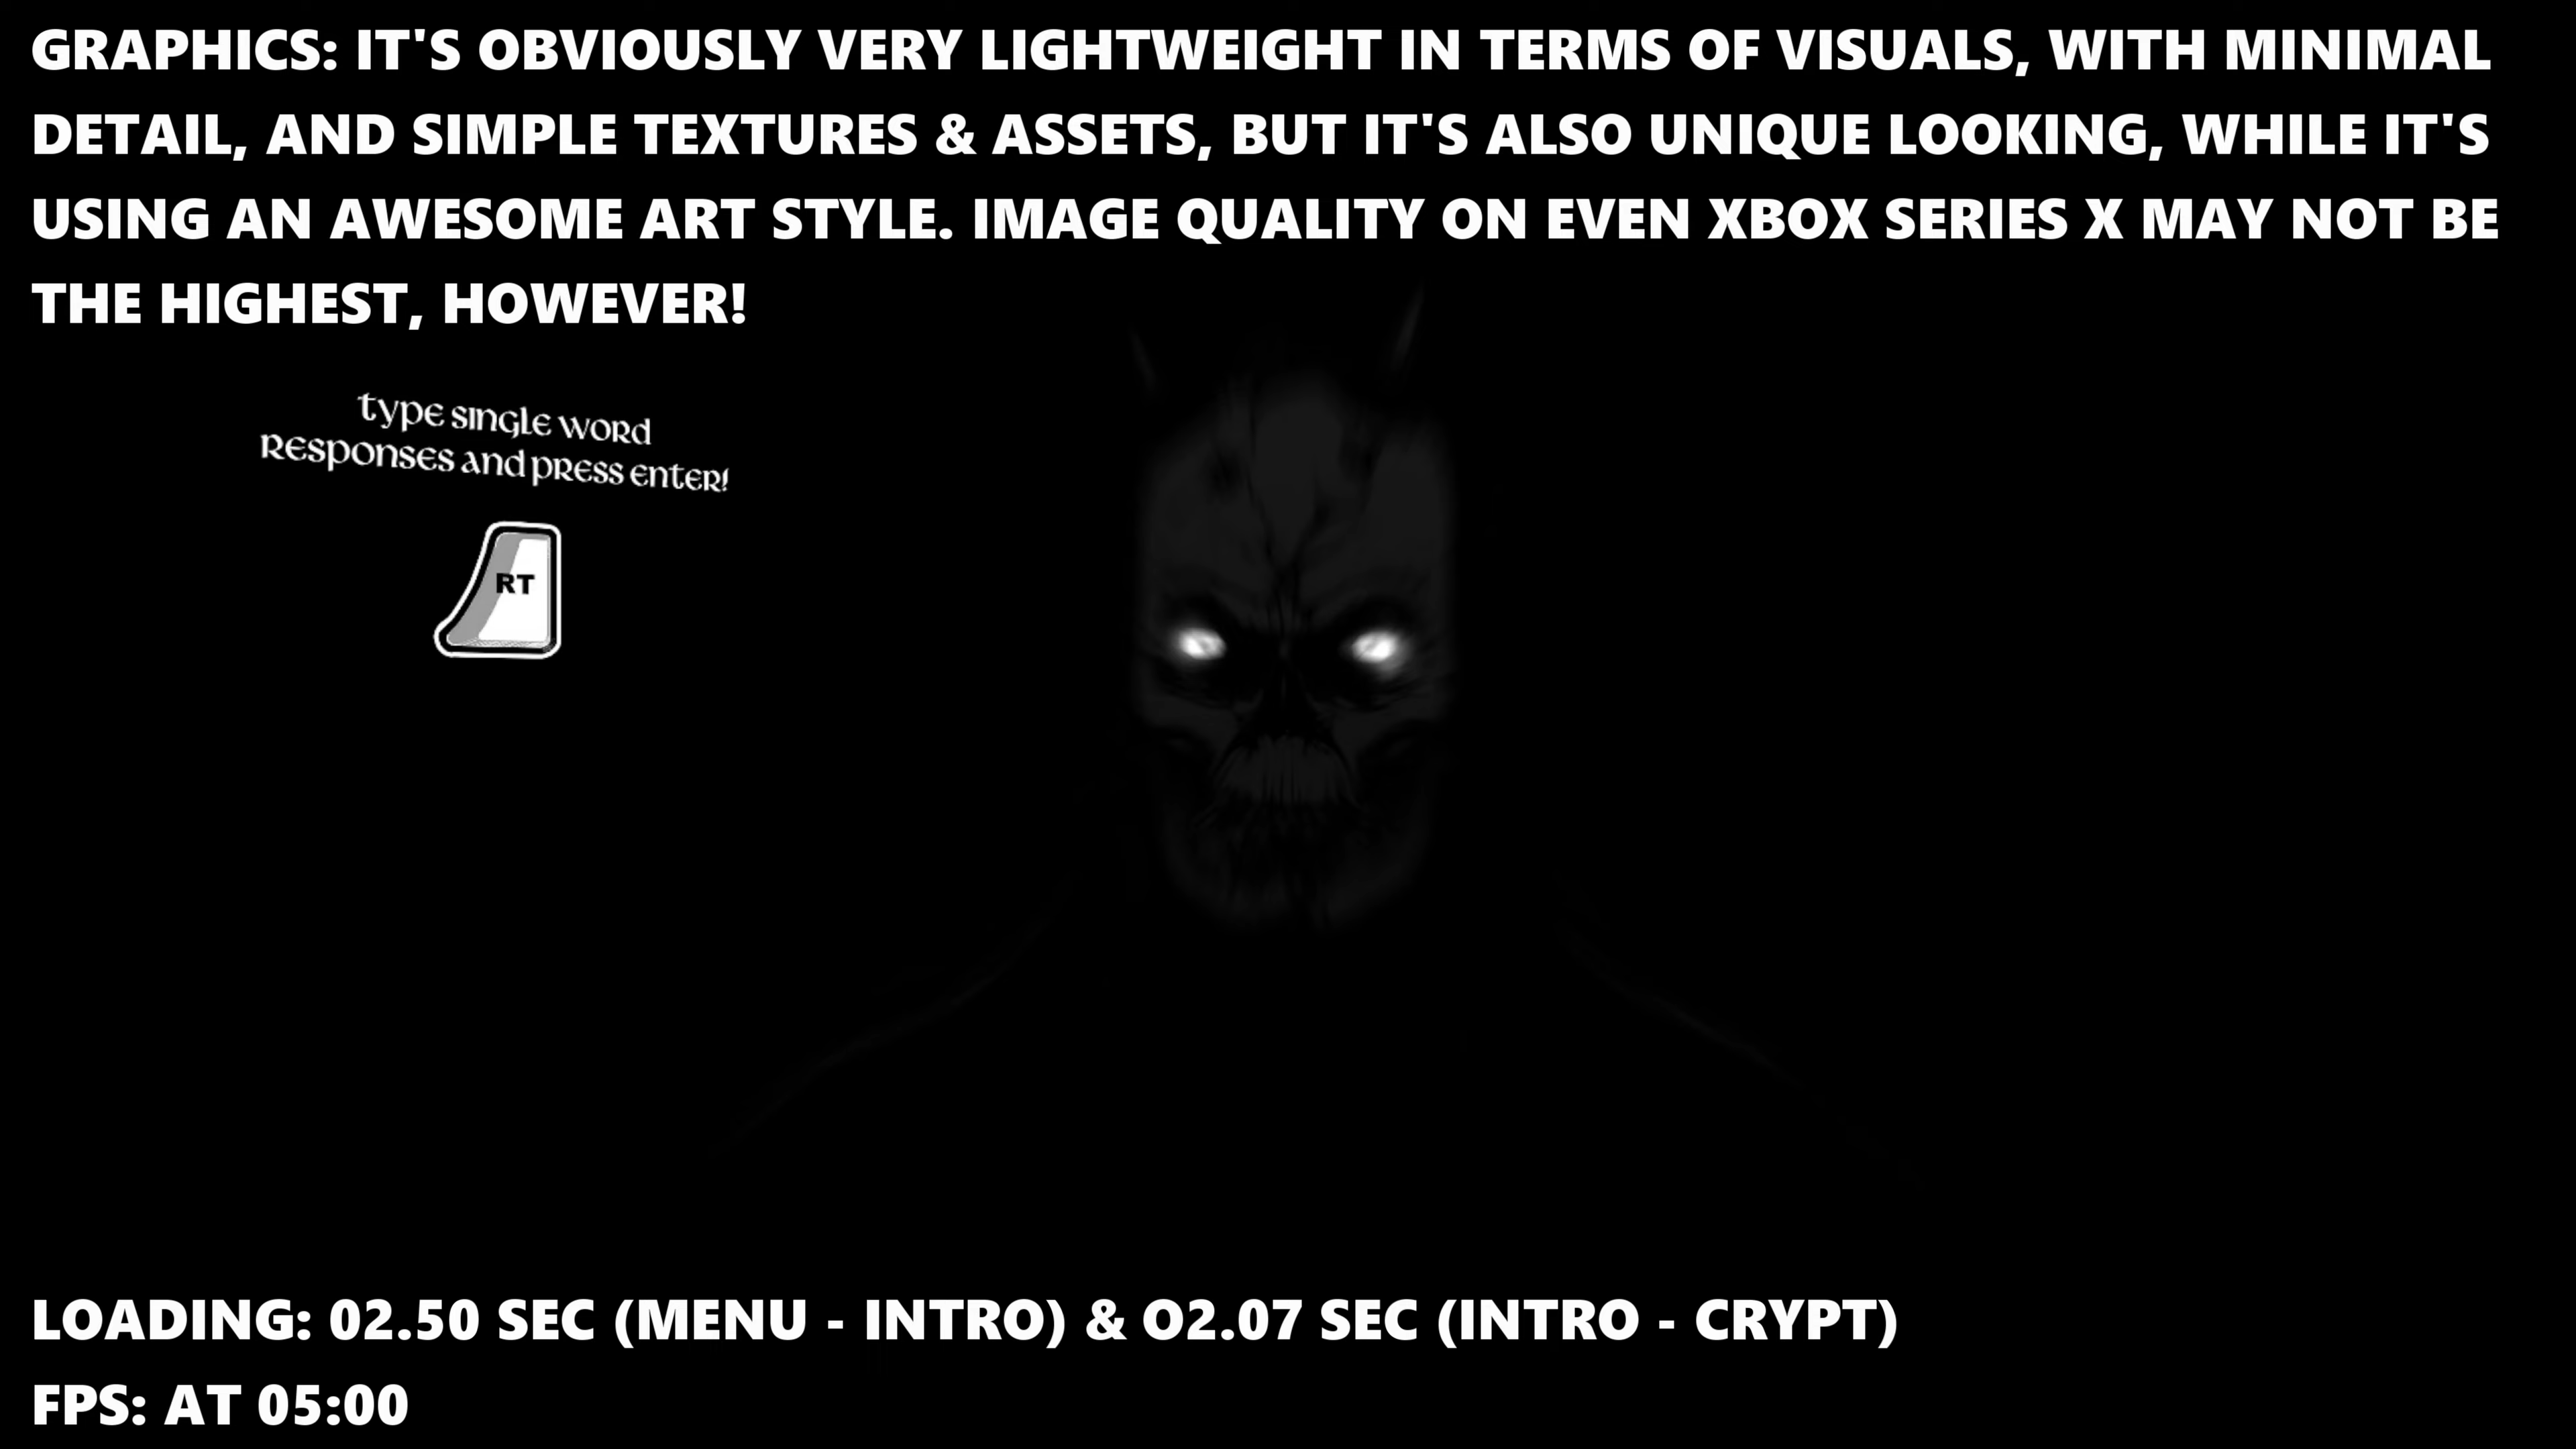 GRAPHICS: IT'S OBVIOUSLY VERY LIGHTWEIGHT IN TERMS OF VISUALS, WITH MINIMAL
DETAIL, AND SIMPLE TEXTURES & ASSETS, BUT IT'S ALSO UNIQUE LOOKING, WHILE IT'S
USING AN AWESOME ART STYLE. IMAGE QUALITY ON EVEN XBOX SERIES X MAY NOT BE
THE HIGHEST, HOWEVER!
type single word
responses and press enter!
RT
LOADING: 02.50 SEC (MENU - INTRO) & O2.07 SEC (INTRO - CRYPT)
FPS: AT 05:00